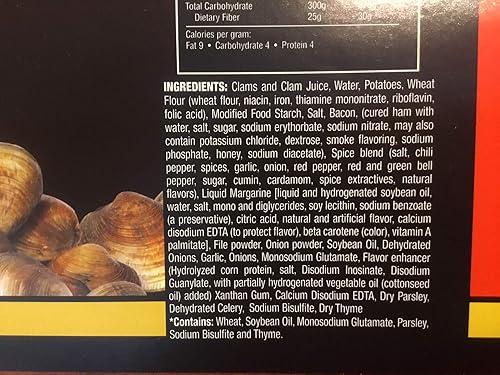 Total Carbohydrate 300g
Dietary Fiber 25g 30g
Calories per gram:
Fat 9 • Carbohydrate 4 • Protein 4
INGREDIENTS: Clams and Clam Juice, Water, Potatoes, Wheat
Flour (wheat flour, niacin, iron, thiamine mononitrate, riboflavin,
folic acid), Modified Food Starch, Salt, Bacon, (cured ham with
water, salt, sugar, sodium erythorbate, sodium nitrate, may also
contain potassium chloride, dextrose, smoke flavoring, sodium
phosphate, honey, sodium diacetate), Spice blend (salt, chili
pepper, spices, garlic, onion, red pepper, red and green bell
pepper, sugar, cumin, cardamom, spice extractives, natural
flavors), Liquid Margarine [liquid and hydrogenated soybean oil,
water, salt, mono and diglycerides, soy lecithin, sodium benzoate
(a preservative), citric acid, natural and artificial flavor, calcium
disodium EDTA (to protect flavor), beta carotene (color), vitamin A
palmitate], File powder, Onion powder, Soybean Oil, Dehydrated
Onions, Garlic, Onions, Monosodium Glutamate, Flavor enhancer
(Hydrolyzed corn protein, salt, Disodium Inosinate, Disodium
Guanylate, with partially hydrogenated vegetable oil (cottonseed
oil) added) Xanthan Gum, Calcium Disodium EDTA, Dry Parsley,
Dehydrated Celery, Sodium Bisulfite, Dry Thyme
*Contains: Wheat, Soybean Oil, Monosodium Glutamate, Parsley,
Sodium Bisulfite and Thyme.